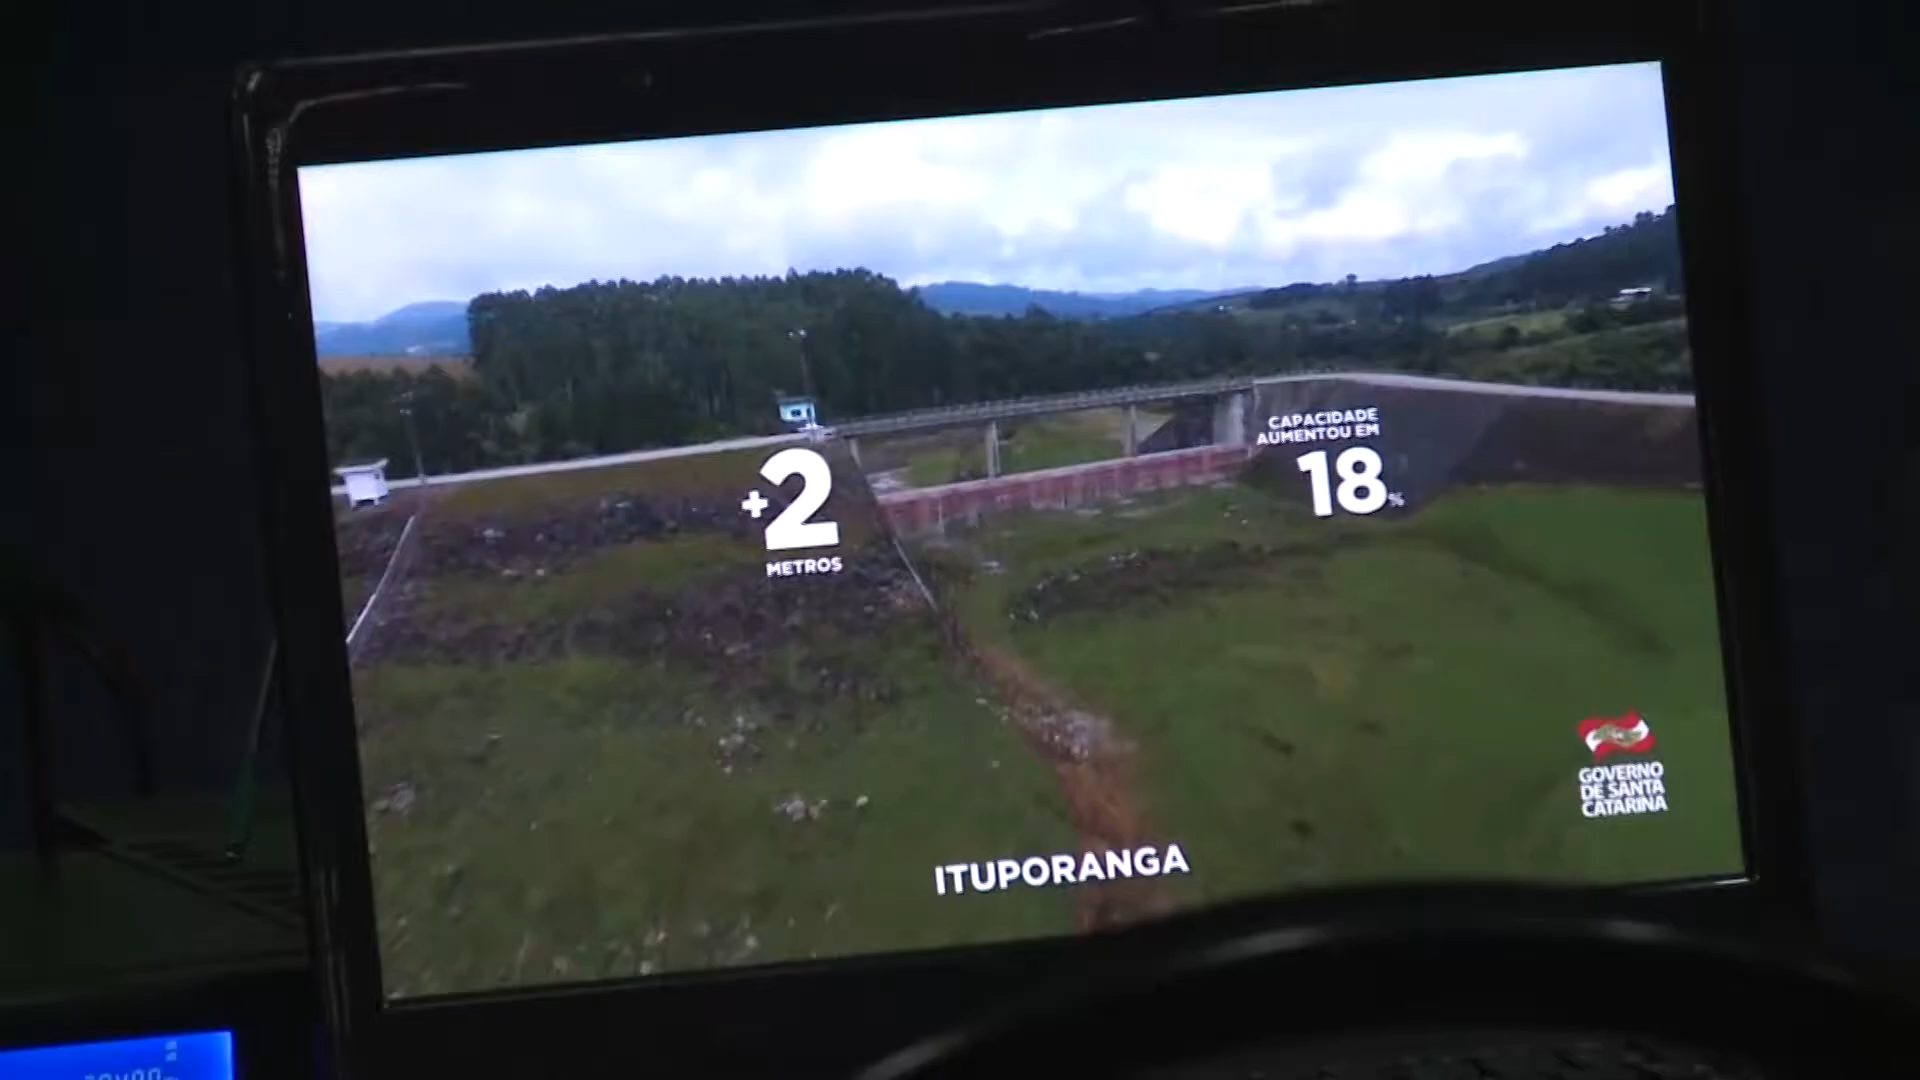 CAPACIDADE
AUMENTOU EM
18%
+2
METROS
GOVERNO
DE SANTA
CATARINA
ITUPORANGA